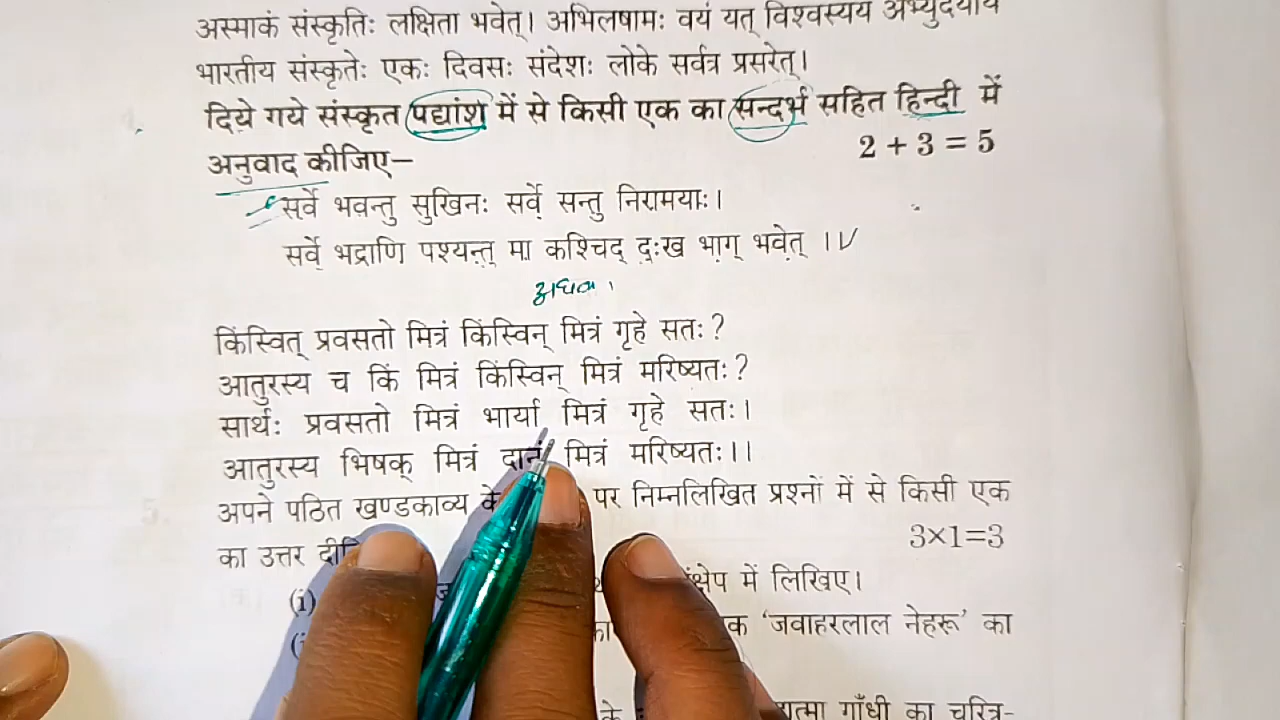 अस्माकं संस्कृतिः लक्षिता भवेत्। अभिलषामः वयं यत् विश्वस्यय अभ्युदयाय
भारतीय संस्कृतेः एकः दिवसः संदेशः लोके सर्वत्र प्रसरेत्।
दिये गये संस्कृत पद्यांश में से किसी एक का सन्दर्भ सहित हिन्दी में
अनुवाद कीजिए– 2 + 3 = 5
सर्वे भवन्तु सुखिनः सर्वे सन्तु निरामयाः।
सर्वे भद्राणि पश्यन्त् मा कश्चिद् दुःख भाग् भवेत् ।।
अथवा
किंस्वित् प्रवसतो मित्रं किंस्विन् मित्रं गृहे सतः?
आतुरस्य च किं मित्रं किंस्विन् मित्रं मरिष्यतः?
सार्थः प्रवसतो मित्रं भार्या मित्रं गृहे सतः।
आतुरस्य भिषक् मित्रं दानं मित्रं मरिष्यतः।।
अपने पठित खण्डकाव्य के पर निम्नलिखित प्रश्नों में से किसी एक
का उत्तर 3×1=3
(i) में लिखिए।
'जवाहरलाल नेहरू' का
के गाँधी का चरित्र-